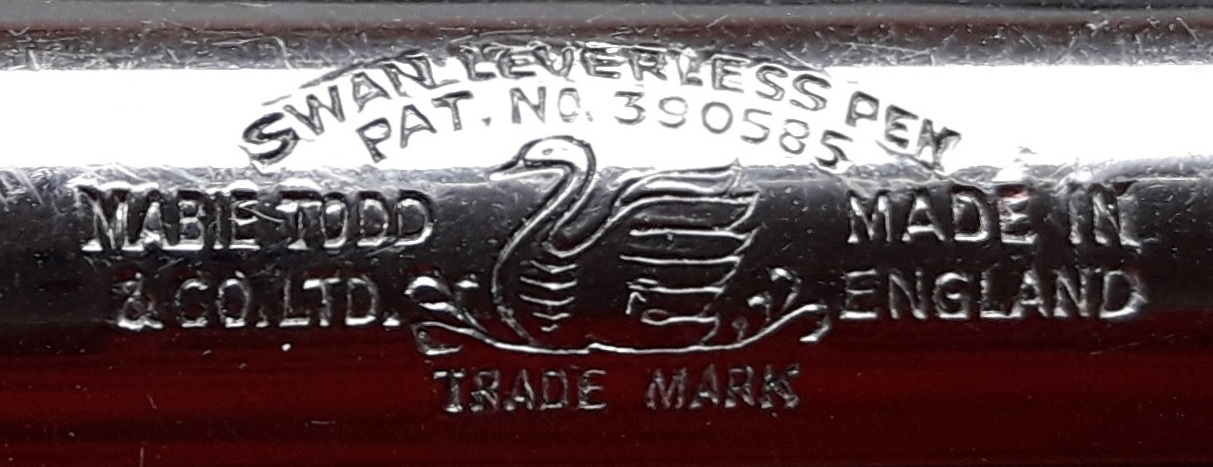 SWAN LEVERLESS PEN
PAT. NO. 390585
MABIE TODD
& CO. LTD.
MADE IN
ENGLAND
TRADE MARK